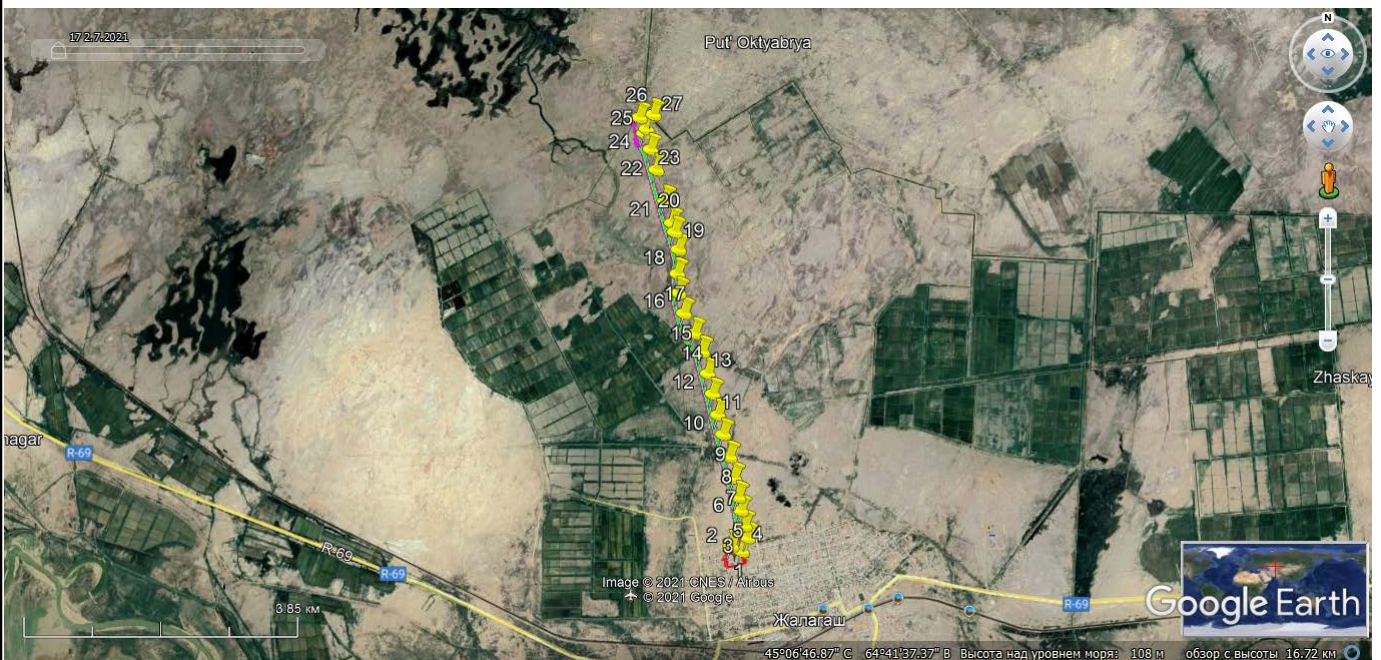 17 2.7.2021
N
Put' Oktyabrya
26
27
25
24
23
22
20
21
19
18
17
16
15
14
13
12
11
10
9
8
7
6
5
4
2
3
1
Zhaskay
nagar
R-69
R-69
R-69
R-69
Image © 2021 CNES / Airbus
© 2021 Google
3.85 км
Жалагаш
Google Earth
45°06'46.87" С 64°41'37.37" В Высота над уровнем моря: 108 м обзор с высоты 16.72 км